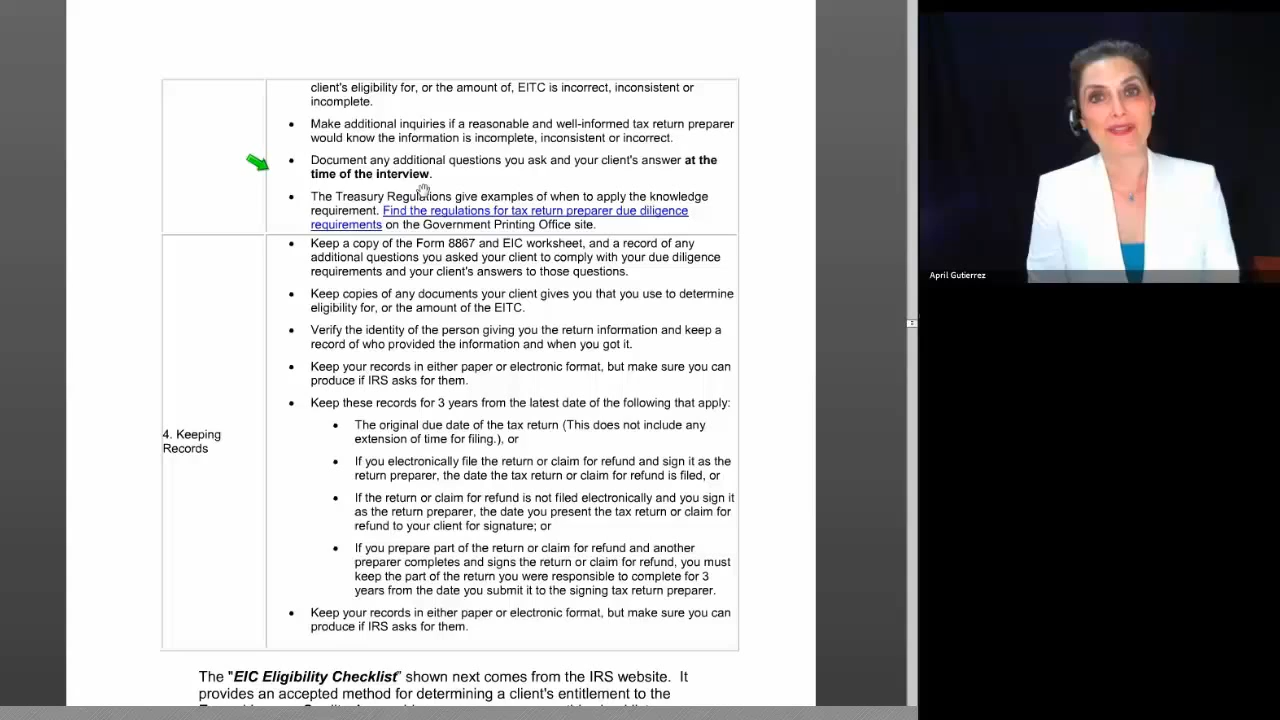 client's eligibility for, or the amount of, EITC is incorrect, inconsistent or
incomplete.
Make additional inquiries if a reasonable and well-informed tax return preparer
would know the information is incomplete, inconsistent or incorrect.
Document any additional questions you ask and your client's answer at the
time of the interview.
The Treasury Regulations give examples of when to apply the knowledge
requirement. Find the regulations for tax return preparer due diligence
requirements on the Government Printing Office site.
4. Keeping
Records
Keep a copy of the Form 8867 and EIC worksheet, and a record of any
additional questions you asked your client to comply with your due diligence
requirements and your client's answers to those questions.
Keep copies of any documents your client gives you that you use to determine
eligibility for, or the amount of the EITC.
Verify the identity of the person giving you the return information and keep a
record of who provided the information and when you got it.
Keep your records in either paper or electronic format, but make sure you can
produce if IRS asks for them.
Keep these records for 3 years from the latest date of the following that apply:
The original due date of the tax return (This does not include any
extension of time for filing.), or
If you electronically file the return or claim for refund and sign it as the
return preparer, the date the tax return or claim for refund is filed, or
If the return or claim for refund is not filed electronically and you sign it
as the return preparer, the date you present the tax return or claim for
refund to your client for signature; or
If you prepare part of the return or claim for refund and another
preparer completes and signs the return or claim for refund, you must
keep the part of the return you were responsible to complete for 3
years from the date you submit it to the signing tax return preparer.
Keep your records in either paper or electronic format, but make sure you can
produce if IRS asks for them.
The "EIC Eligibility Checklist" shown next comes from the IRS website. It
provides an accepted method for determining a client's entitlement to the
April Gutierrez